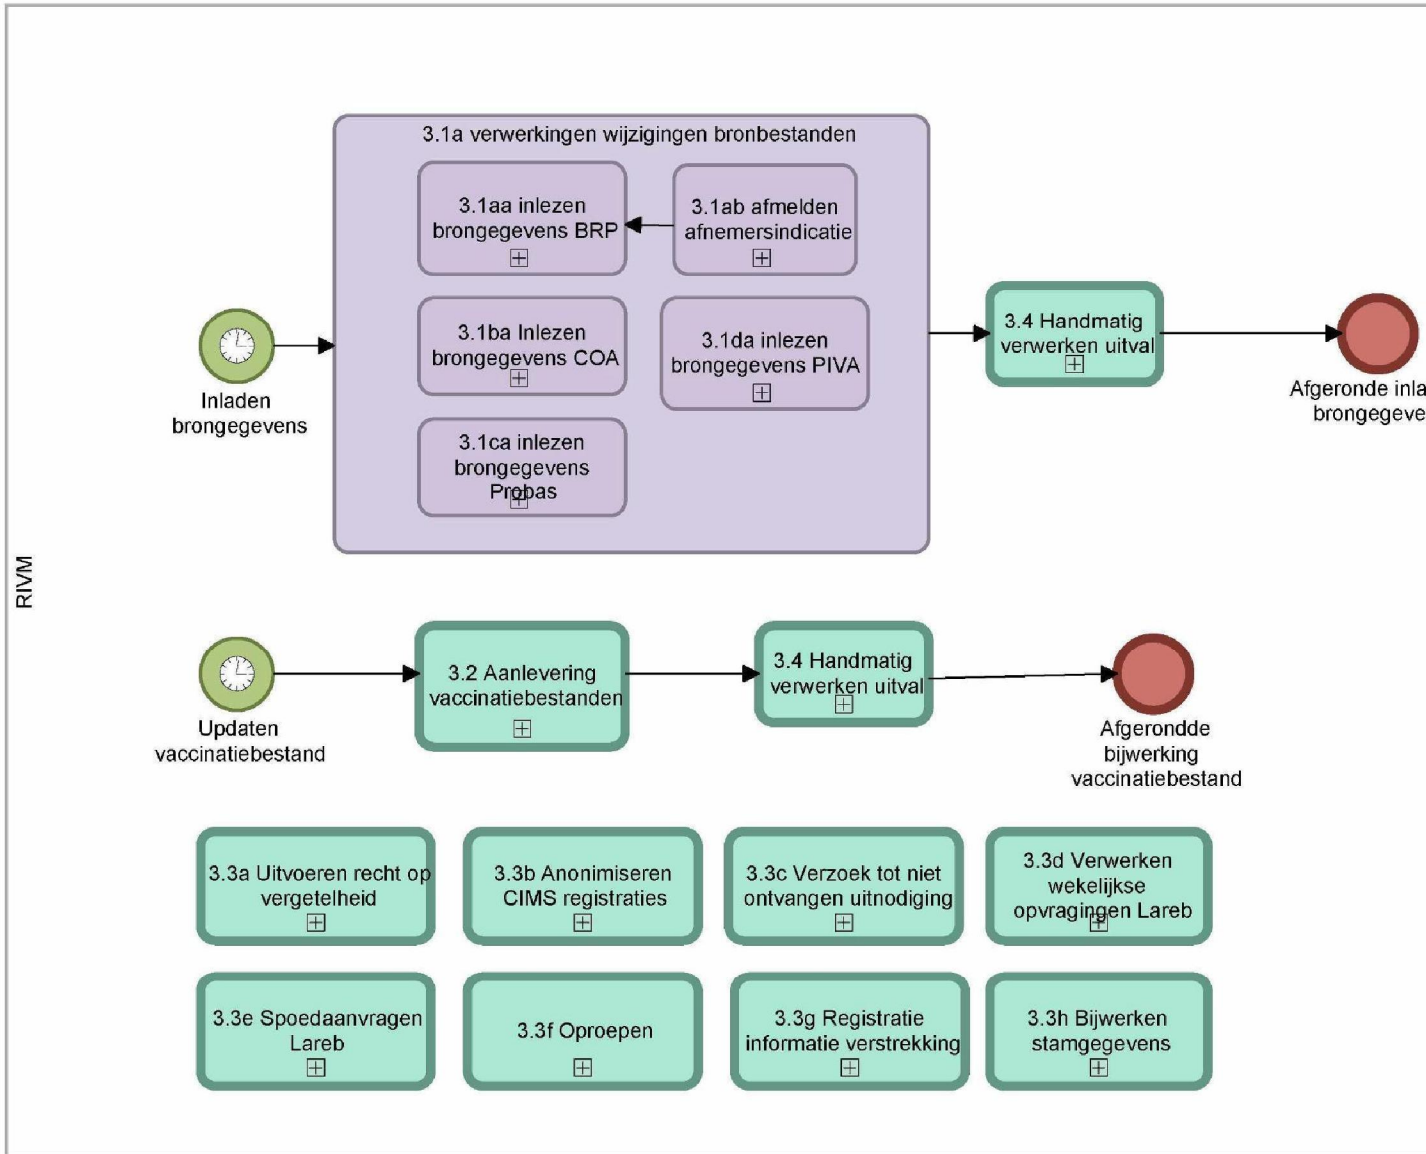 RIVM
3.1a verwerkingen wijzigingen bronbestanden
3.1aa inlezen
brongegevens BRP
3.1ab afmelden
afnemersindicatie
3.1ba Inlezen
brongegevens COA
3.1da inlezen
brongegevens PIVA
3.1ca inlezen
brongegevens
Probas
Inladen
brongegevens
3.4 Handmatig
verwerken uitval
Afgeronde inla
brongegeve
3.2 Aanlevering
vaccinatiebestanden
3.4 Handmatig
verwerken uitval
Updaten
vaccinatiebestand
Afgerondde
bijwerking
vaccinatiebestand
3.3a Uitvoeren recht op
vergetelheid
3.3b Anonimiseren
CIMS registraties
3.3c Verzoek tot niet
ontvangen uitnodiging
3.3d Verwerken
wekelijkse
opvragingen Lareb
3.3e Spoedaanvragen
Lareb
3.3f Oproepen
3.3g Registratie
informatie verstrekking
3.3h Bijwerken
stamgegevens